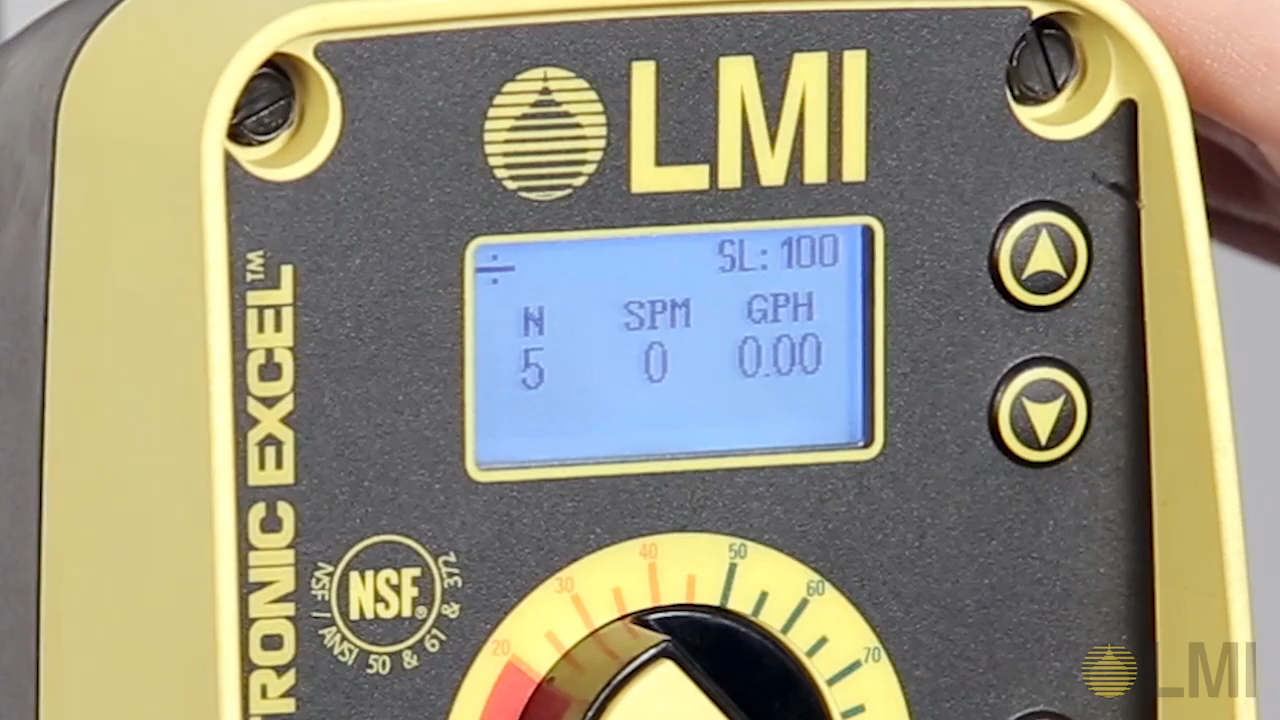 LMI
÷ SL: 100
N SPM GPH
5 0 0.00
TRONIC EXCEL™
NSF®
NSF | ANSI 50 & 61 & 372
20 30 40 50 60 70
LMI